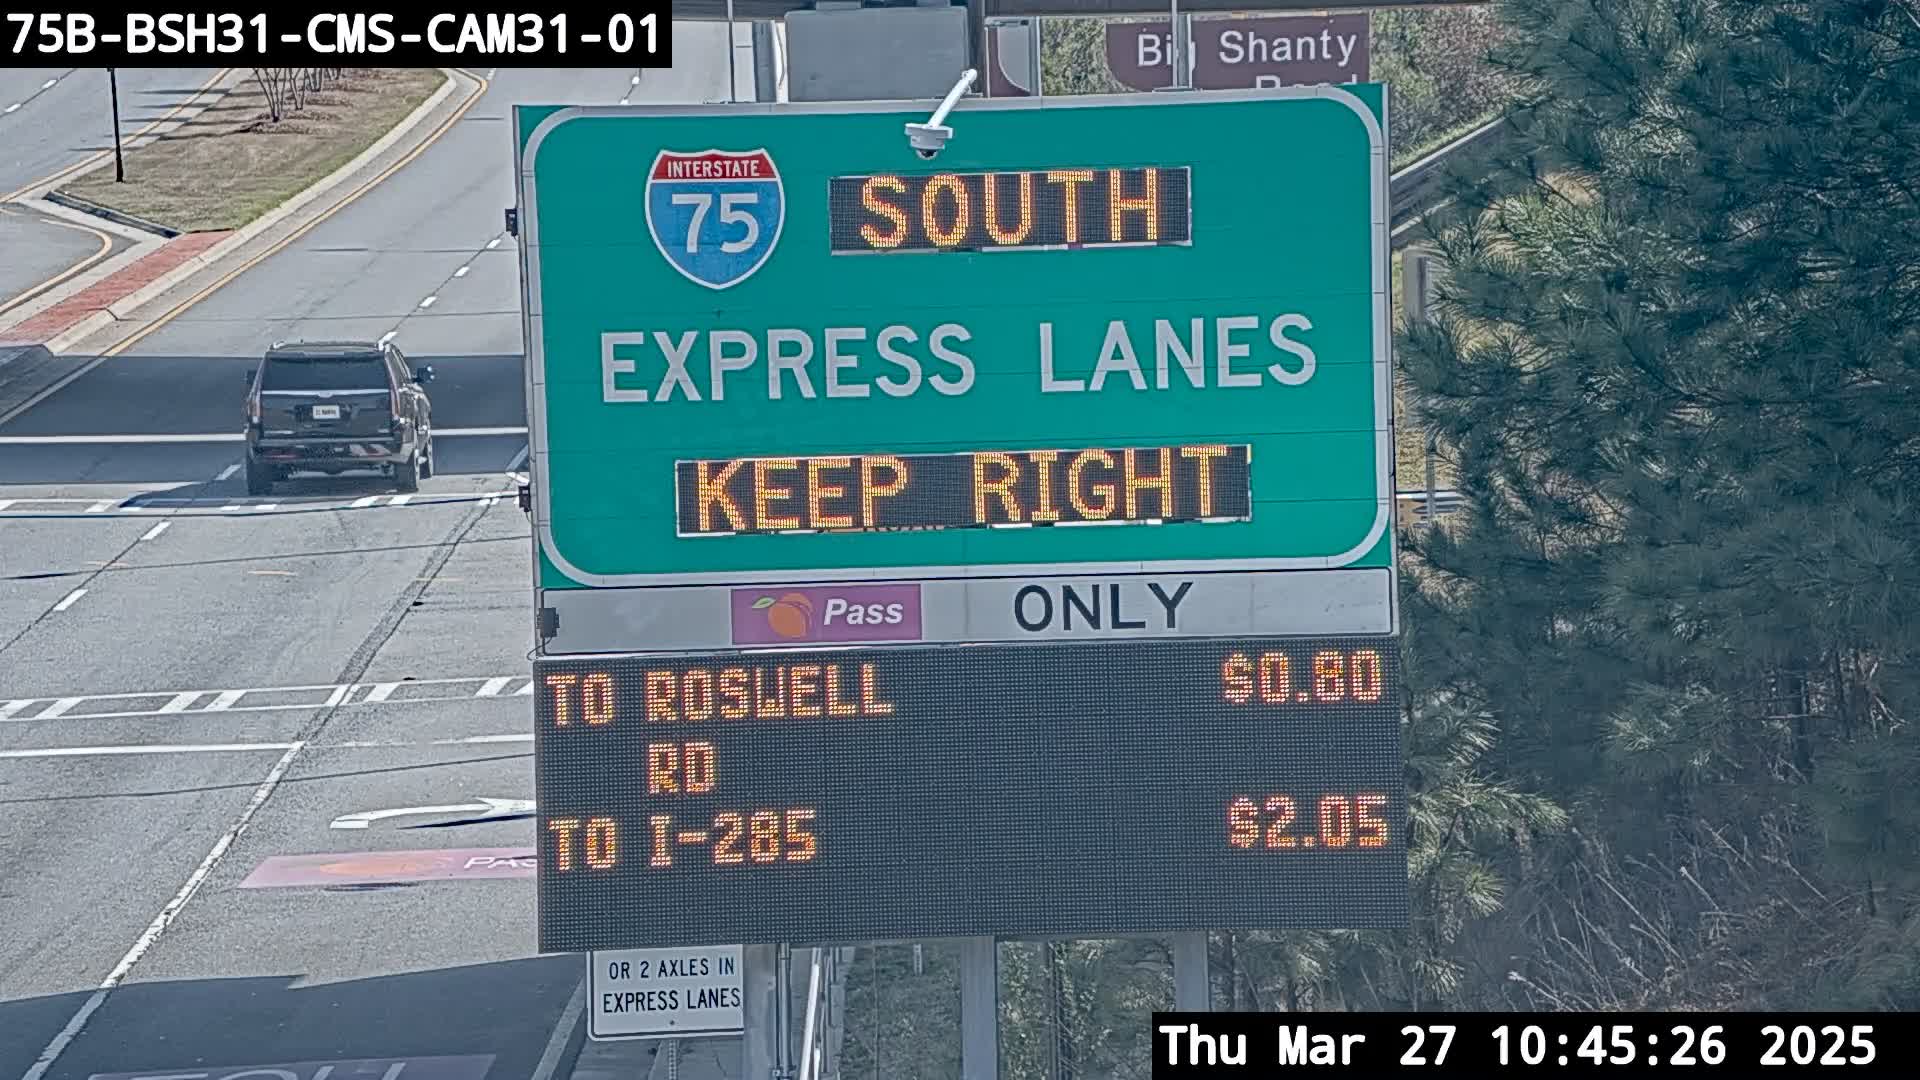 75B-BSH31-CMS-CAM31-01
Big Shanty
Road
INTERSTATE
75
SOUTH
EXPRESS LANES
KEEP RIGHT
Pass ONLY
TO ROSWELL $0.80
RD
TO I-285 $2.05
OR 2 AXLES IN
EXPRESS LANES
Thu Mar 27 10:45:26 2025